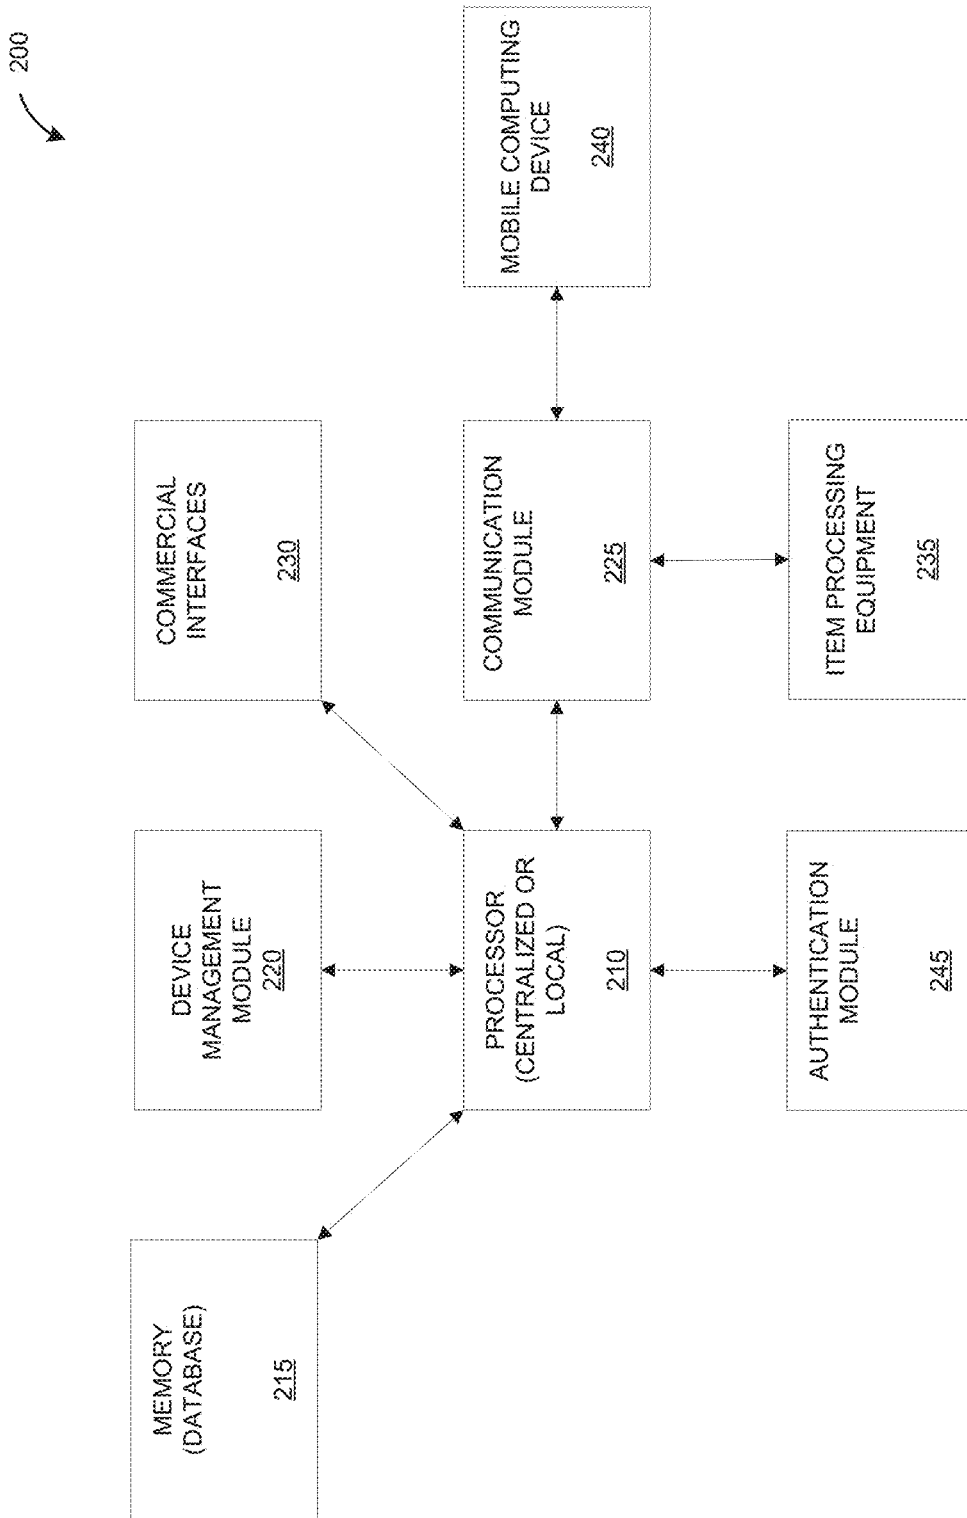 200
MEMORY
(DATABASE)
215
DEVICE
MANAGEMENT
MODULE
220
COMMERCIAL
INTERFACES
230
PROCESSOR
(CENTRALIZED OR
LOCAL)
210
COMMUNICATION
MODULE
225
MOBILE COMPUTING
DEVICE
240
AUTHENTICATION
MODULE
245
ITEM PROCESSING
EQUIPMENT
235